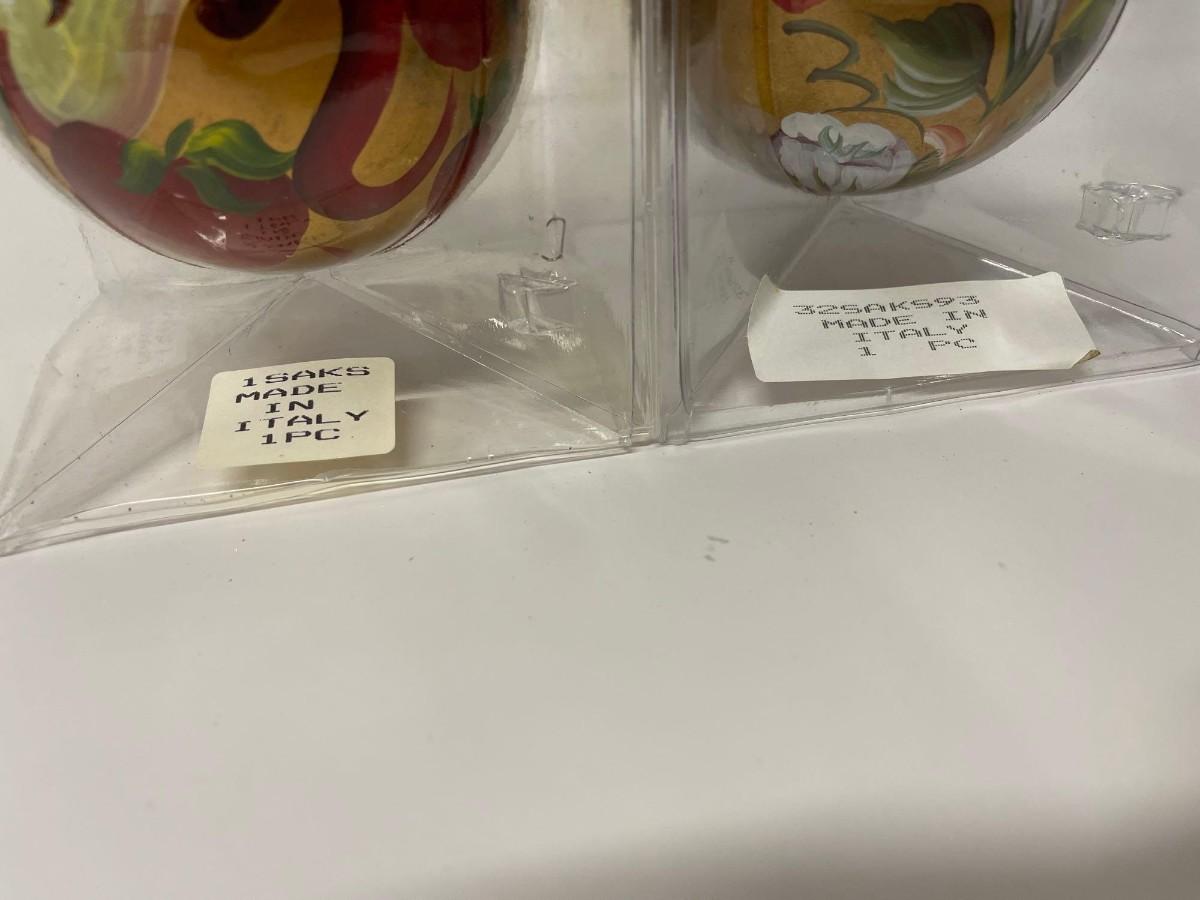 1SAKS
MADE
IN
ITALY
1PC
32SAKS93
MADE IN
ITALY
1 PC